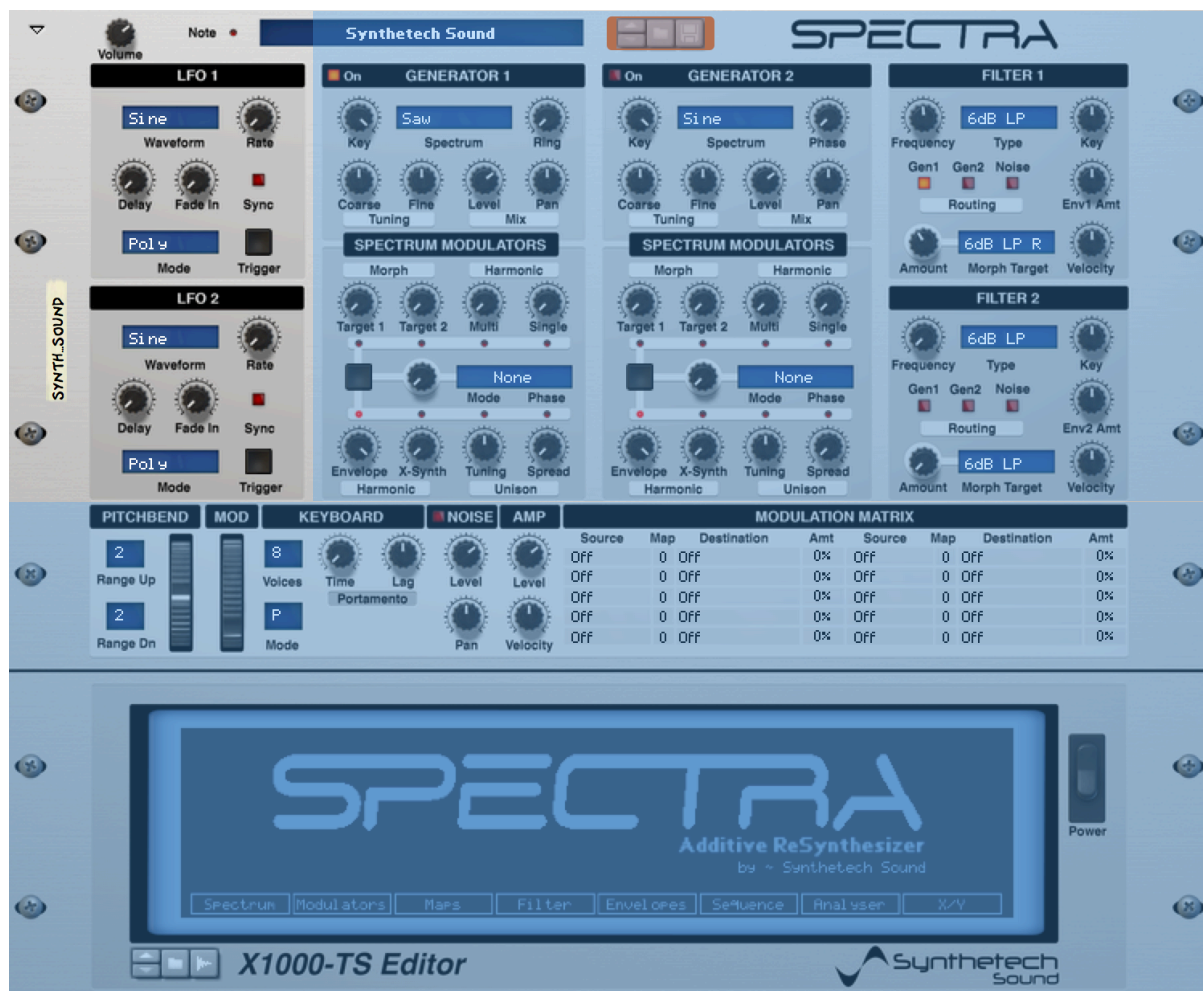 Volume
Note
Synthetech Sound
SPECTRA
LFO 1
Sine
Waveform Rate
Delay Fade In Sync
Poly
Mode Trigger
LFO 2
Sine
Waveform Rate
Delay Fade In Sync
Poly
Mode Trigger
SYNTH.SOUND
On GENERATOR 1
Saw
Key Spectrum Ring
Coarse Fine Level Pan
Tuning Mix
SPECTRUM MODULATORS
Morph Harmonic
Target 1 Target 2 Multi Single
None
Mode Phase
Envelope X-Synth Tuning Spread
Harmonic Unison
On GENERATOR 2
Sine
Key Spectrum Phase
Coarse Fine Level Pan
Tuning Mix
SPECTRUM MODULATORS
Morph Harmonic
Target 1 Target 2 Multi Single
None
Mode Phase
Envelope X-Synth Tuning Spread
Harmonic Unison
FILTER 1
6dB LP
Frequency Type Key
Gen1 Gen2 Noise
Routing Env1 Amt
6dB LP R
Amount Morph Target Velocity
FILTER 2
6dB LP
Frequency Type Key
Gen1 Gen2 Noise
Routing Env2 Amt
6dB LP
Amount Morph Target Velocity
PITCHBEND MOD KEYBOARD NOISE AMP MODULATION MATRIX
2
Range Up
2
Range Dn
8
Voices Time Lag
Portamento
P
Mode
Level Level
Pan Velocity
Source Map Destination Amt Source Map Destination Amt
Off 0 Off 0% Off 0 Off 0%
Off 0 Off 0% Off 0 Off 0%
Off 0 Off 0% Off 0 Off 0%
Off 0 Off 0% Off 0 Off 0%
Off 0 Off 0% Off 0 Off 0%
SPECTRA
Additive ReSynthesizer
by ~ Synthetech Sound
Spectrum Modulators Maps Filter Envelopes Sequence Analyser X/Y
Power
X1000-TS Editor
Synthetech
Sound